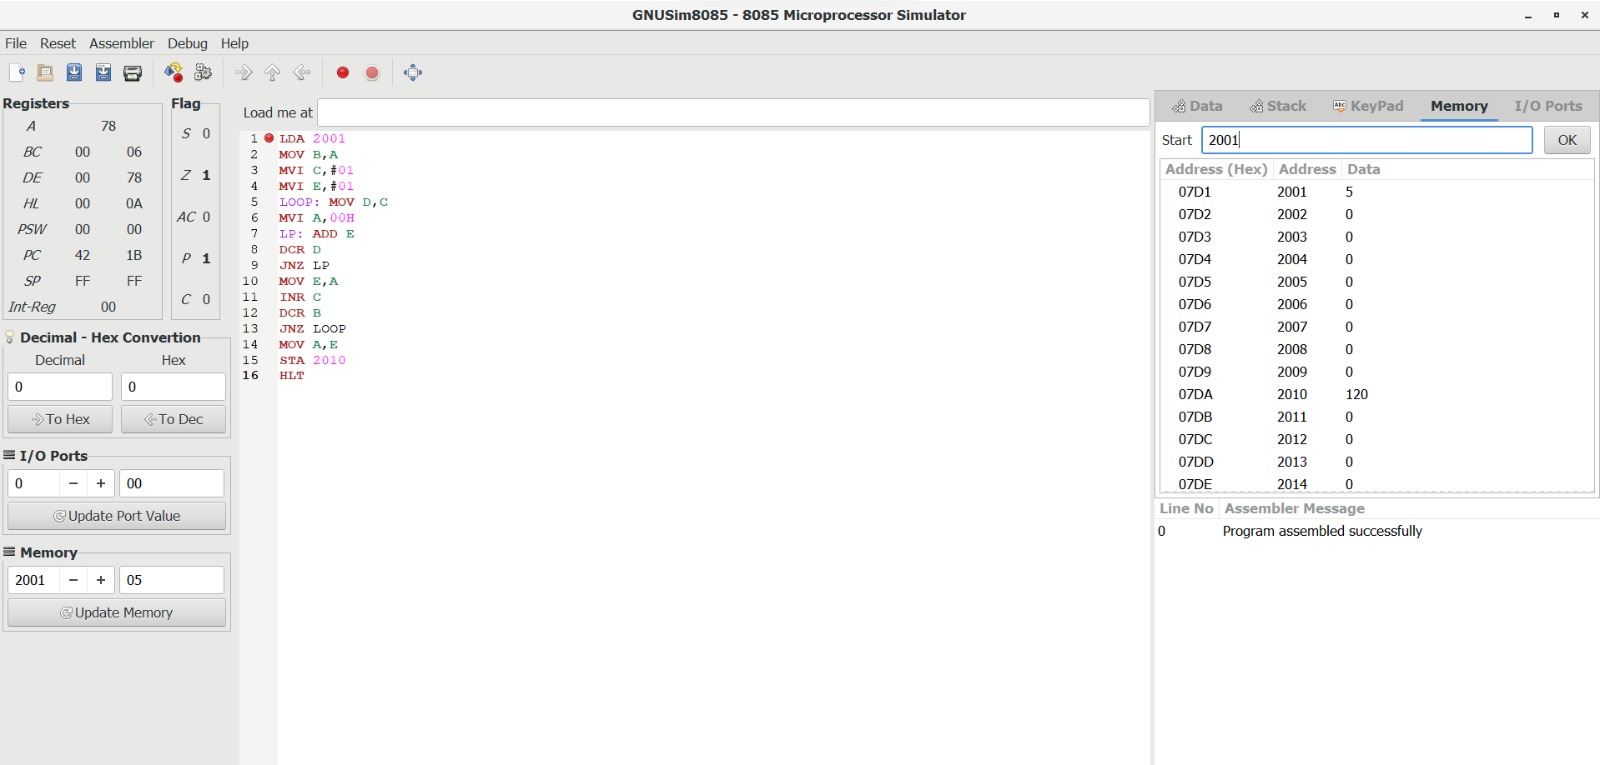 GNUSim8085 - 8085 Microprocessor Simulator
File Reset Assembler Debug Help
Registers
A 78
BC 00 06
DE 00 78
HL 00 0A
PSW 00 00
PC 42 1B
SP FF FF
Int-Reg 00
Flag
S 0
Z 1
AC 0
P 1
C 0
Decimal - Hex Convertion
Decimal Hex
0 0
To Hex To Dec
I/O Ports
0 − + 00
Update Port Value
Memory
2001 − + 05
Update Memory
Load me at
1 LDA 2001
2 MOV B,A
3 MVI C,#01
4 MVI E,#01
5 LOOP: MOV D,C
6 MVI A,00H
7 LP: ADD E
8 DCR D
9 JNZ LP
10 MOV E,A
11 INR C
12 DCR B
13 JNZ LOOP
14 MOV A,E
15 STA 2010
16 HLT
Data Stack Abc KeyPad Memory I/O Ports
Start 2001 OK
Address (Hex) Address Data
07D1 2001 5
07D2 2002 0
07D3 2003 0
07D4 2004 0
07D5 2005 0
07D6 2006 0
07D7 2007 0
07D8 2008 0
07D9 2009 0
07DA 2010 120
07DB 2011 0
07DC 2012 0
07DD 2013 0
07DE 2014 0
Line No Assembler Message
0 Program assembled successfully